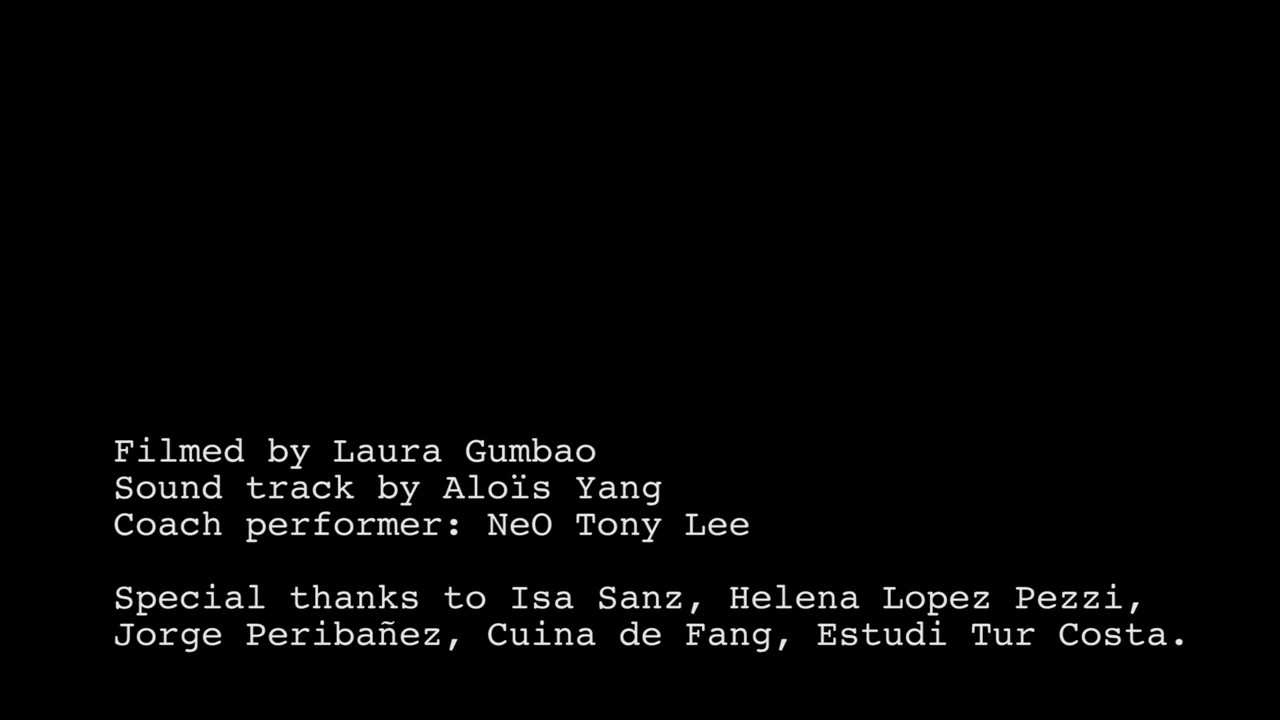 Filmed by Laura Gumbao
Sound track by Aloïs Yang
Coach performer: NeO Tony Lee
Special thanks to Isa Sanz, Helena Lopez Pezzi,
Jorge Peribañez, Cuina de Fang, Estudi Tur Costa.